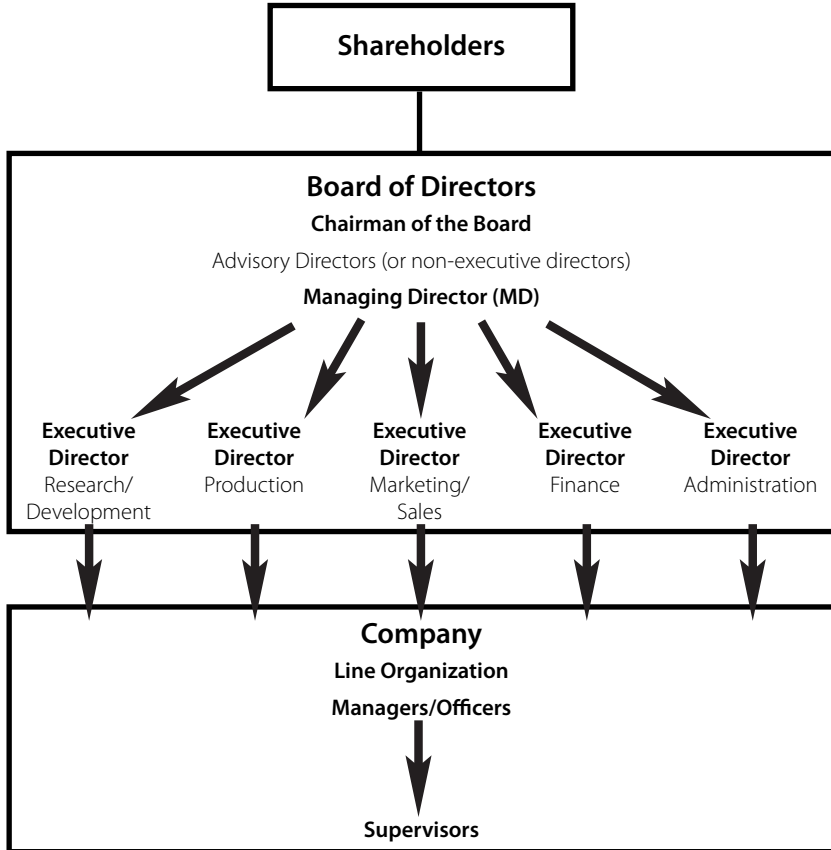 Shareholders
Board of Directors
Chairman of the Board
Advisory Directors (or non-executive directors)
Managing Director (MD)
Executive
Director
Research/
Development
Executive
Director
Production
Executive
Director
Marketing/
Sales
Executive
Director
Finance
Executive
Director
Administration
Company
Line Organization
Managers/Officers
Supervisors